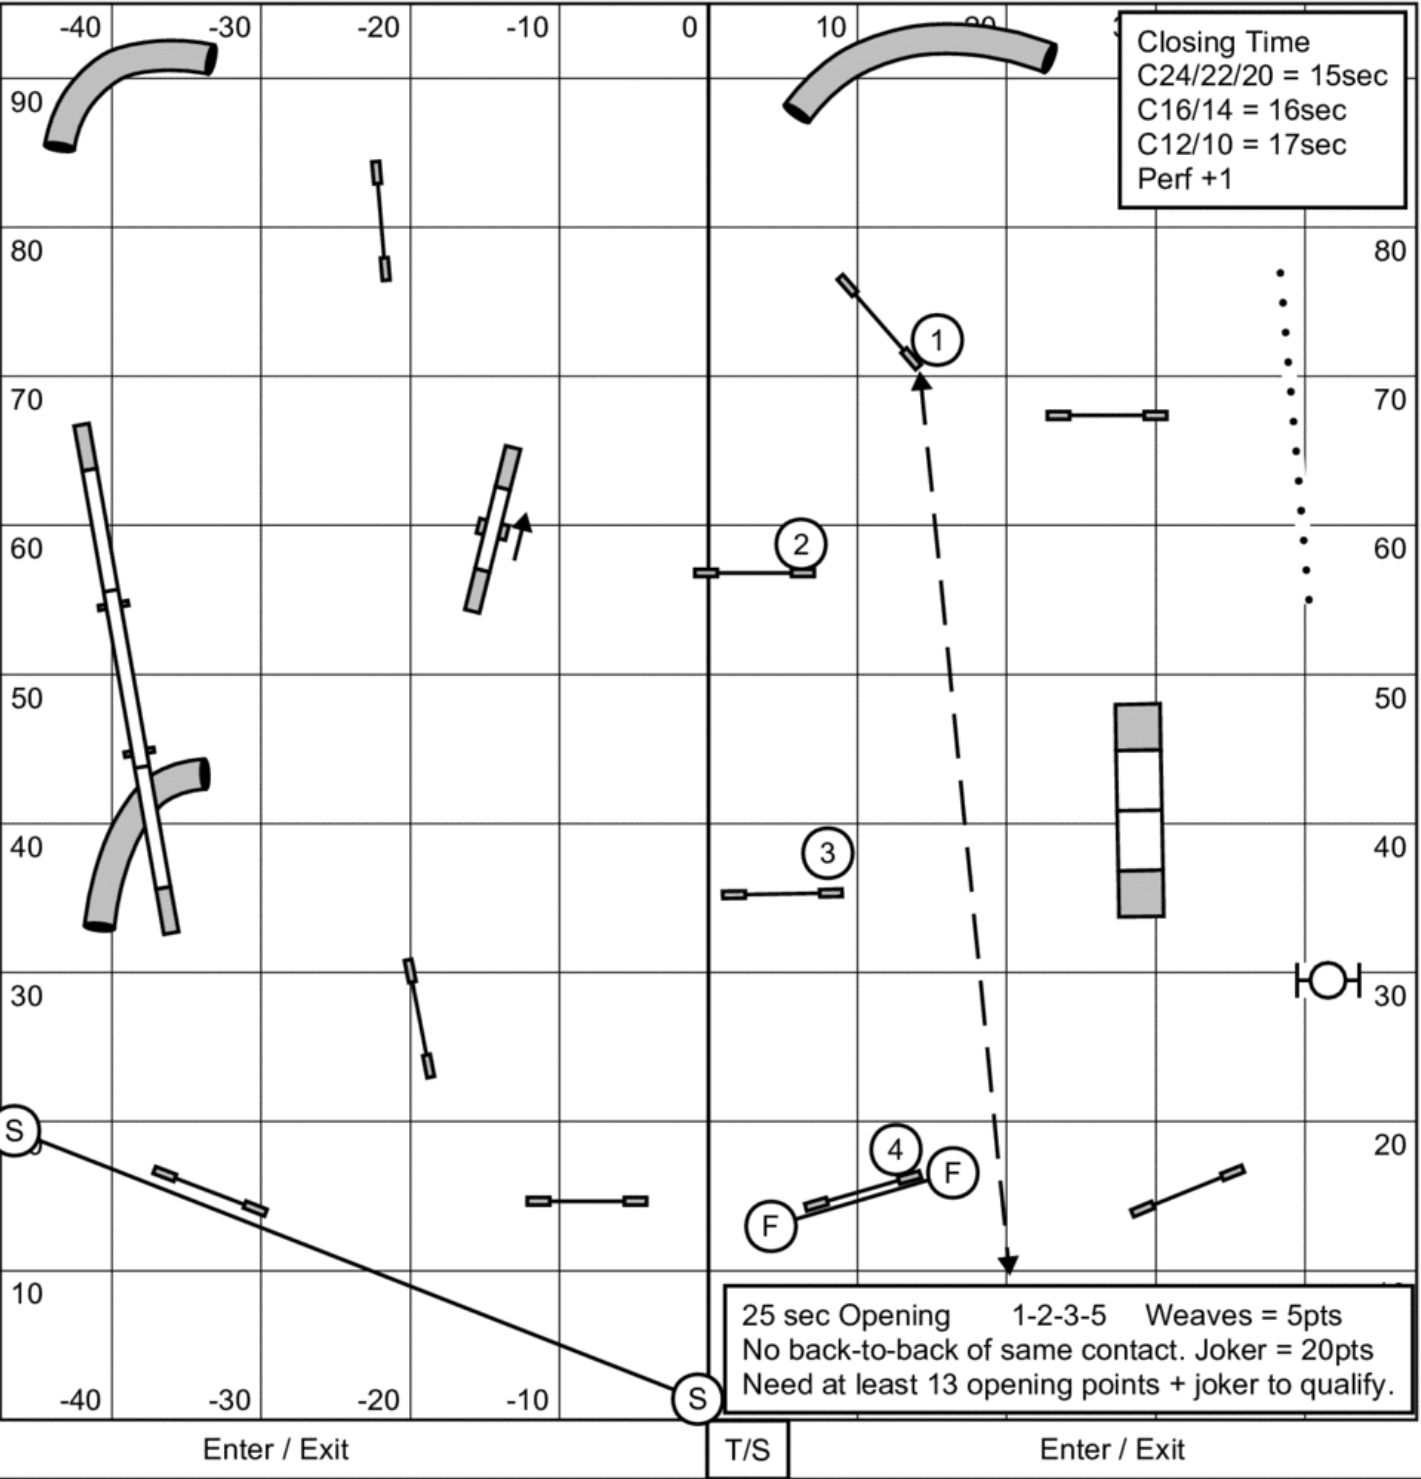 -40 -30 -20 -10 0 10
Closing Time
C24/22/20 = 15sec
C16/14 = 16sec
C12/10 = 17sec
Perf +1
90
80 80
1
70 70
2
60 60
50 50
3
40 40
30 30
S
4
20
F
F
10
25 sec Opening 1-2-3-5 Weaves = 5pts
No back-to-back of same contact. Joker = 20pts
Need at least 13 opening points + joker to qualify.
-40 -30 -20 -10
S
Enter / Exit T/S Enter / Exit